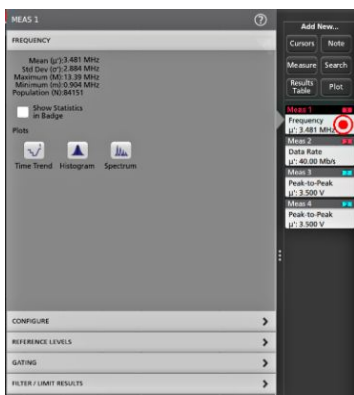 MEAS 1
?
FREQUENCY
Mean (µ'): 3.481 MHz
Std Dev (σ'): 2.884 MHz
Maximum (M): 13.39 MHz
Minimum (m): 0.904 MHz
Population (N): 84151
Show Statistics
in Badge
Plots
Time Trend Histogram Spectrum
CONFIGURE
REFERENCE LEVELS
GATING
FILTER / LIMIT RESULTS
Add New...
Cursors Note
Measure Search
Results
Table Plot
Meas 1
Frequency
µ': 3.481 MHz
Meas 2
Data Rate
µ': 40.00 Mb/s
Meas 3
Peak-to-Peak
µ': 3.500 V
Meas 4
Peak-to-Peak
µ': 3.500 V